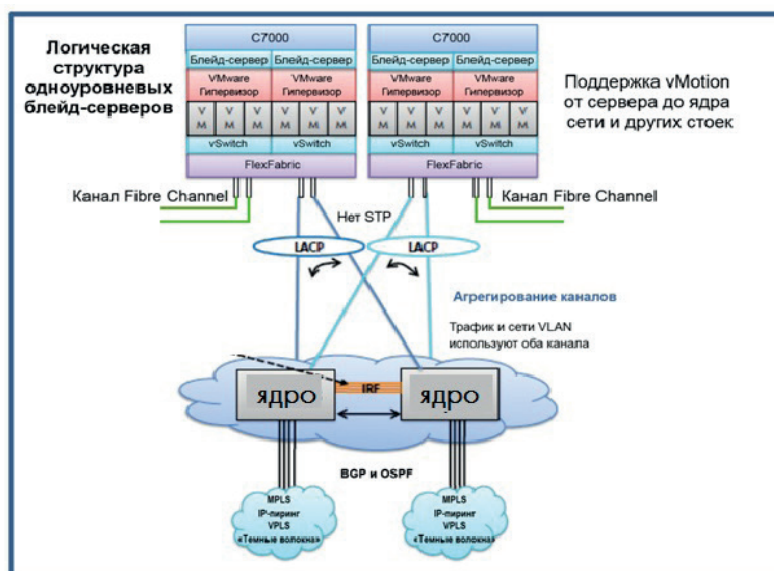 Логическая
структура
одноуровневых
блейд-серверов
C7000
Блейд-сервер Блейд-сервер
VMware VMware
Гипервизор Гипервизор
V V V V V V
M M M M M M
vSwitch vSwitch
FlexFabric
C7000
Блейд-сервер Блейд-сервер
VMware VMware
Гипервизор Гипервизор
V V V V V V
M M M M M M
vSwitch vSwitch
FlexFabric
Поддержка vMotion
от сервера до ядра
сети и других стоек
Канал Fibre Channel
Канал Fibre Channel
Нет STP
LACP
LACP
Агрегирование каналов
Трафик и сети VLAN
используют оба канала
ядро
IRF
ядро
BGP и OSPF
MPLS
IP-пиринг
VPLS
«Темные волокна»
MPLS
IP-пиринг
VPLS
«Темные волокна»